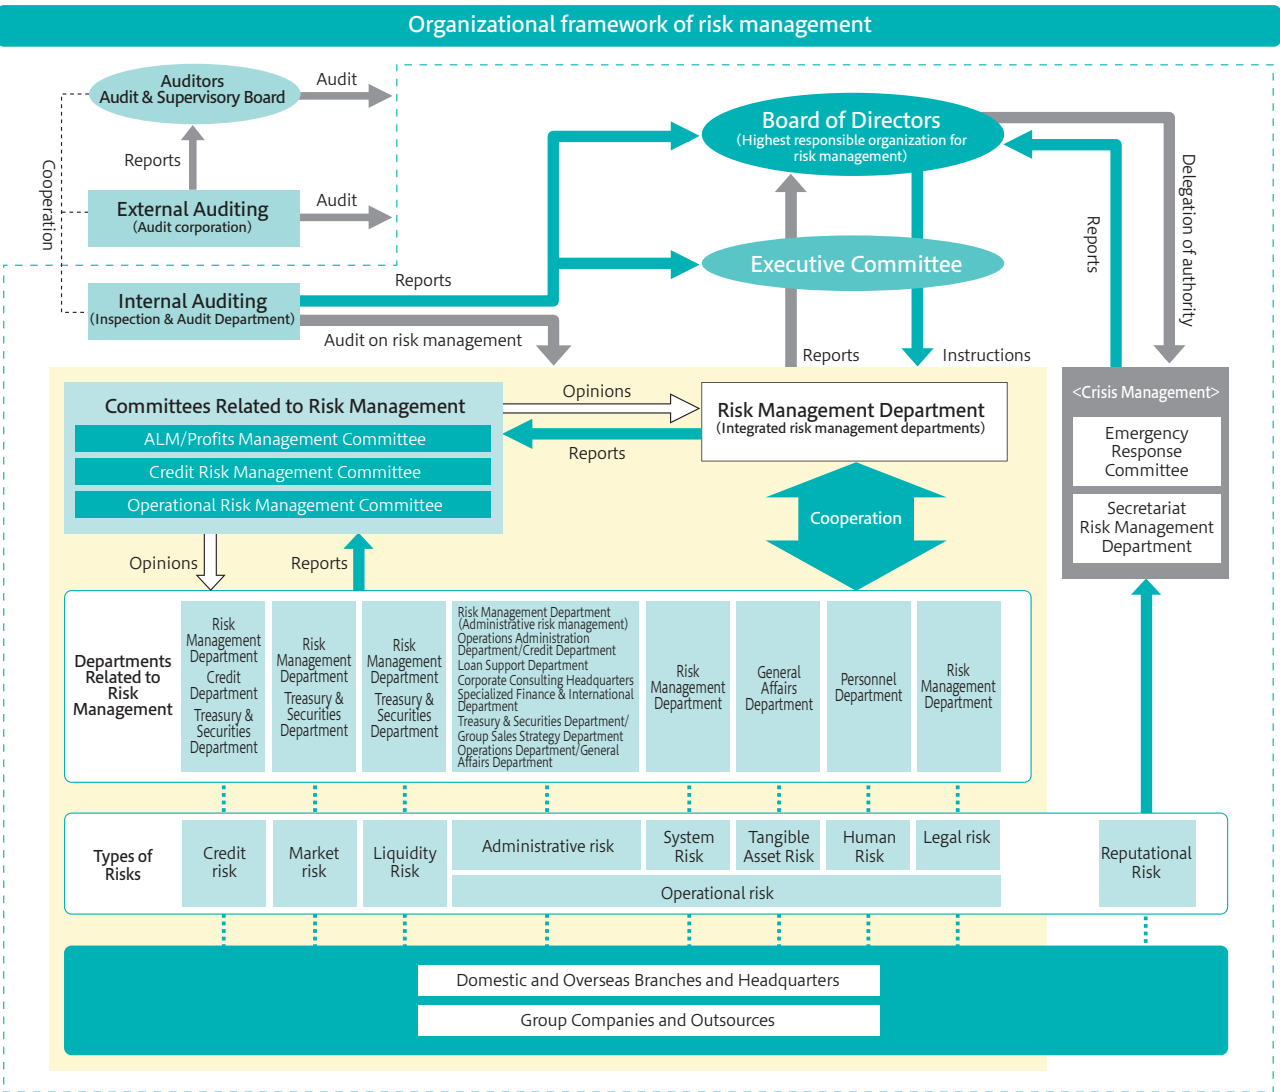 Organizational framework of risk management
Auditors
Audit & Supervisory Board
Audit
Reports
Cooperation
External Auditing
(Audit corporation)
Audit
Internal Auditing
(Inspection & Audit Department)
Reports
Audit on risk management
Board of Directors
(Highest responsible organization for
risk management)
Executive Committee
Reports
Instructions
Reports
Delegation of authority
Committees Related to Risk Management
ALM/Profits Management Committee
Credit Risk Management Committee
Operational Risk Management Committee
Opinions
Reports
Risk Management Department
(Integrated risk management departments)
Cooperation
<Crisis Management>
Emergency
Response
Committee
Secretariat
Risk Management
Department
Opinions
Reports
Departments
Related to
Risk
Management
Risk
Management
Department
Credit
Department
Treasury &
Securities
Department
Risk
Management
Department
Treasury &
Securities
Department
Risk
Management
Department
Treasury &
Securities
Department
Risk Management Department
(Administrative risk management)
Operations Administration
Department/Credit Department
Loan Support Department
Corporate Consulting Headquarters
Specialized Finance & International
Department
Treasury & Securities Department/
Group Sales Strategy Department
Operations Department/General
Affairs Department
Risk
Management
Department
General
Affairs
Department
Personnel
Department
Risk
Management
Department
Types of
Risks
Credit
risk
Market
risk
Liquidity
Risk
Administrative risk
System
Risk
Tangible
Asset Risk
Human
Risk
Legal risk
Operational risk
Reputational
Risk
Domestic and Overseas Branches and Headquarters
Group Companies and Outsources